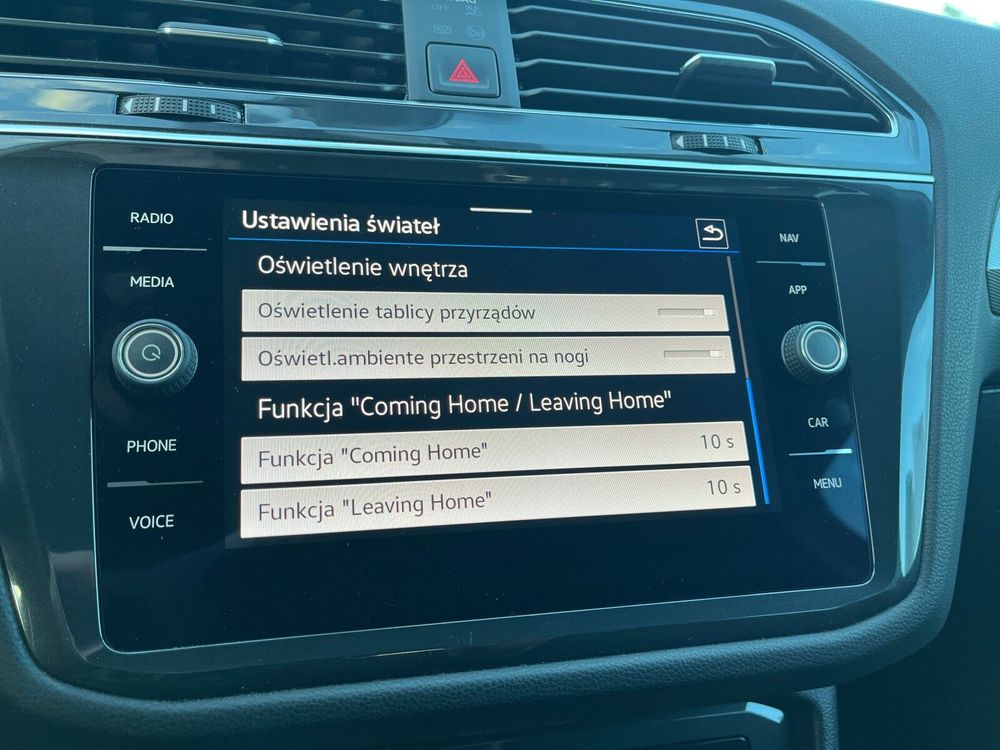 OFF
RADIO
MEDIA
PHONE
VOICE
Ustawienia świateł
Oświetlenie wnętrza
Oświetlenie tablicy przyrządów
Oświetl.ambiente przestrzeni na nogi
Funkcja "Coming Home / Leaving Home"
Funkcja "Coming Home" 10 s
Funkcja "Leaving Home" 10 s
NAV
APP
CAR
MENU